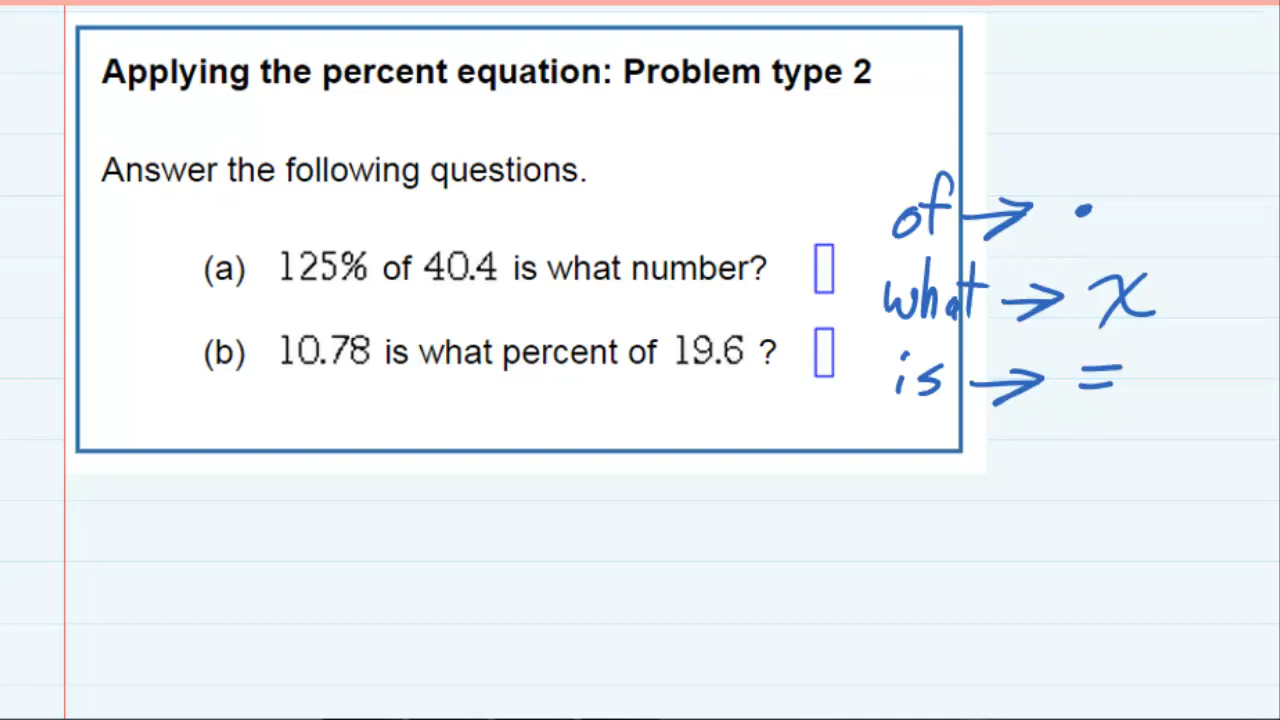 Applying the percent equation: Problem type 2
Answer the following questions.
(a) 125% of 40.4 is what number?
(b) 10.78 is what percent of 19.6 ?
of → •
what → x
is → =